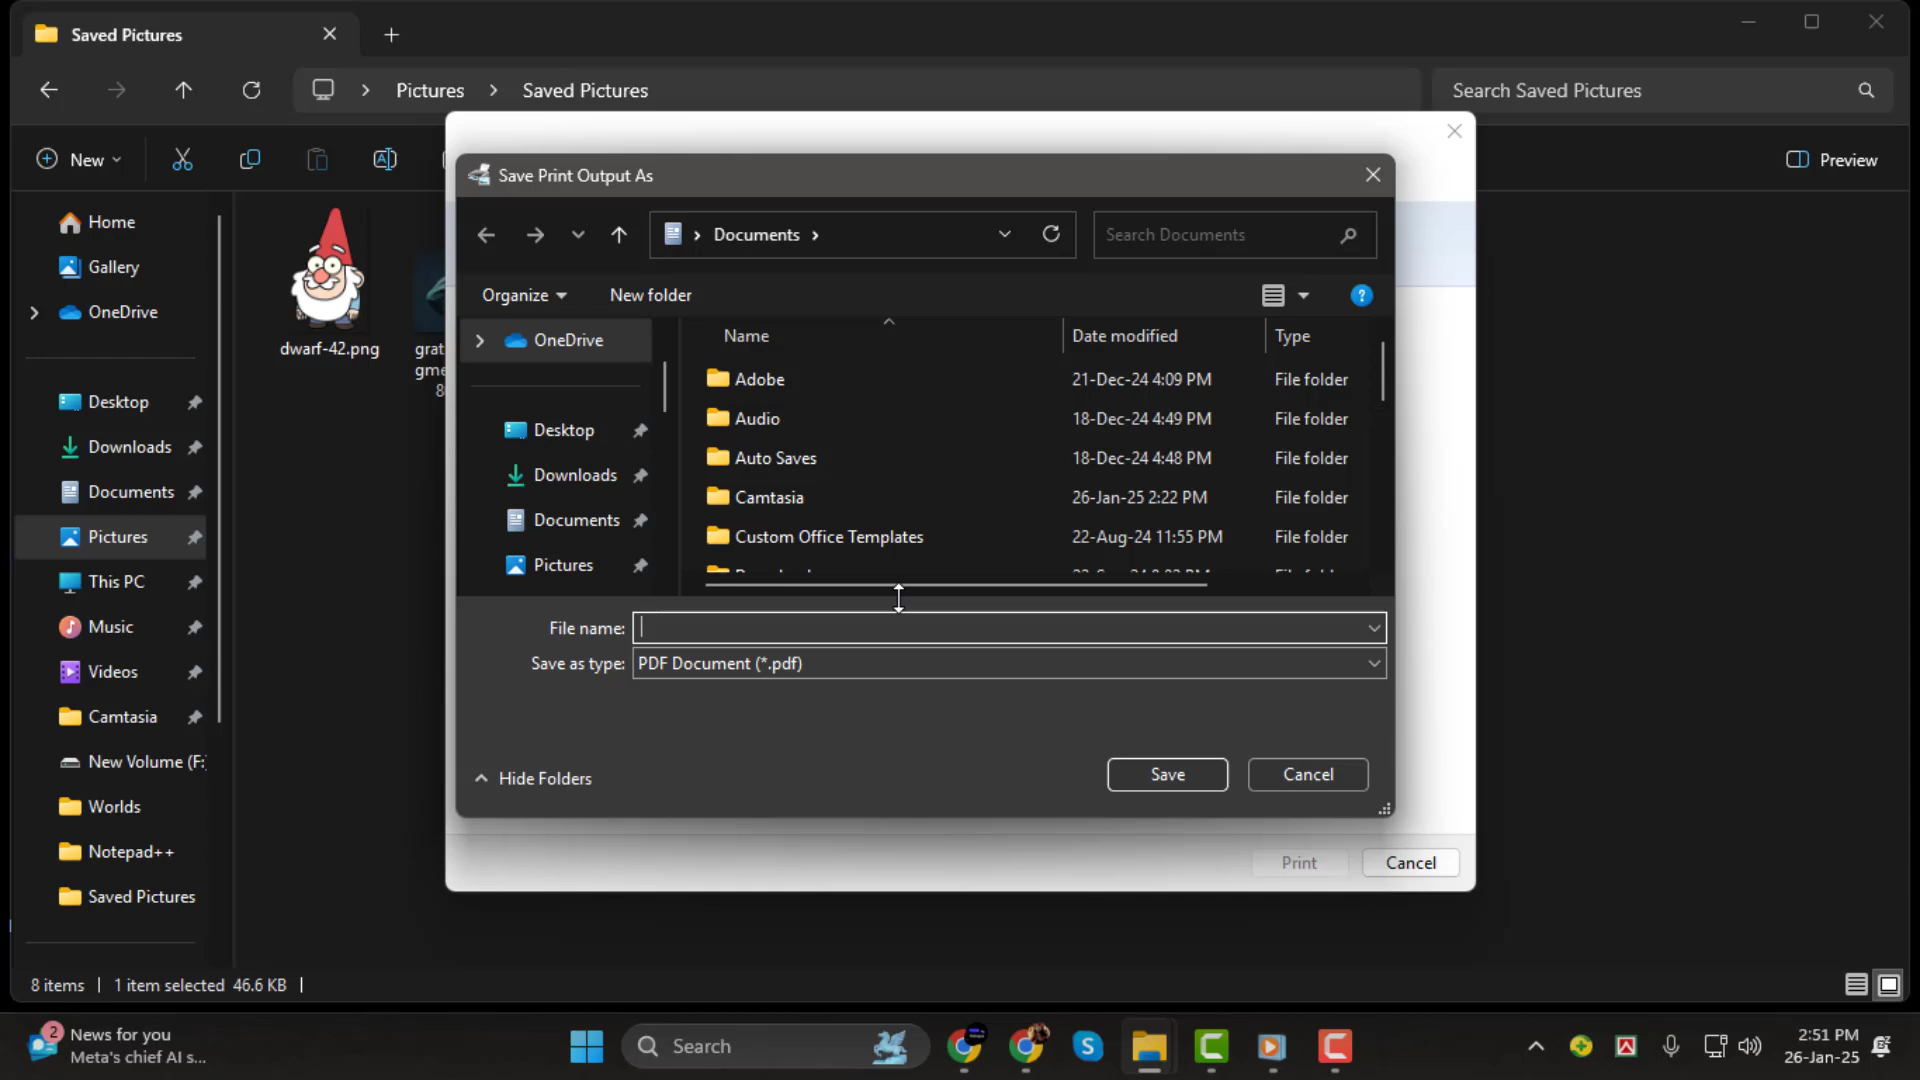 Saved Pictures
Pictures
Saved Pictures
Search Saved Pictures
New
Preview
Home
Gallery
OneDrive
Desktop
Downloads
Documents
Pictures
This PC
Music
Videos
Camtasia
New Volume (F:
Worlds
Notepad++
Saved Pictures
dwarf-42.png
grat
gme
8
Save Print Output As
Documents
Search Documents
Organize
New folder
OneDrive
Desktop
Downloads
Documents
Pictures
Name
Date modified
Type
Adobe 21-Dec-24 4:09 PM File folder
Audio 18-Dec-24 4:49 PM File folder
Auto Saves 18-Dec-24 4:48 PM File folder
Camtasia 26-Jan-25 2:22 PM File folder
Custom Office Templates 22-Aug-24 11:55 PM File folder
File name:
Save as type: PDF Document (*.pdf)
Hide Folders
Save
Cancel
Print
Cancel
8 items
1 item selected 46.6 KB
2
News for you
Meta's chief AI s...
Search
2:51 PM
26-Jan-25